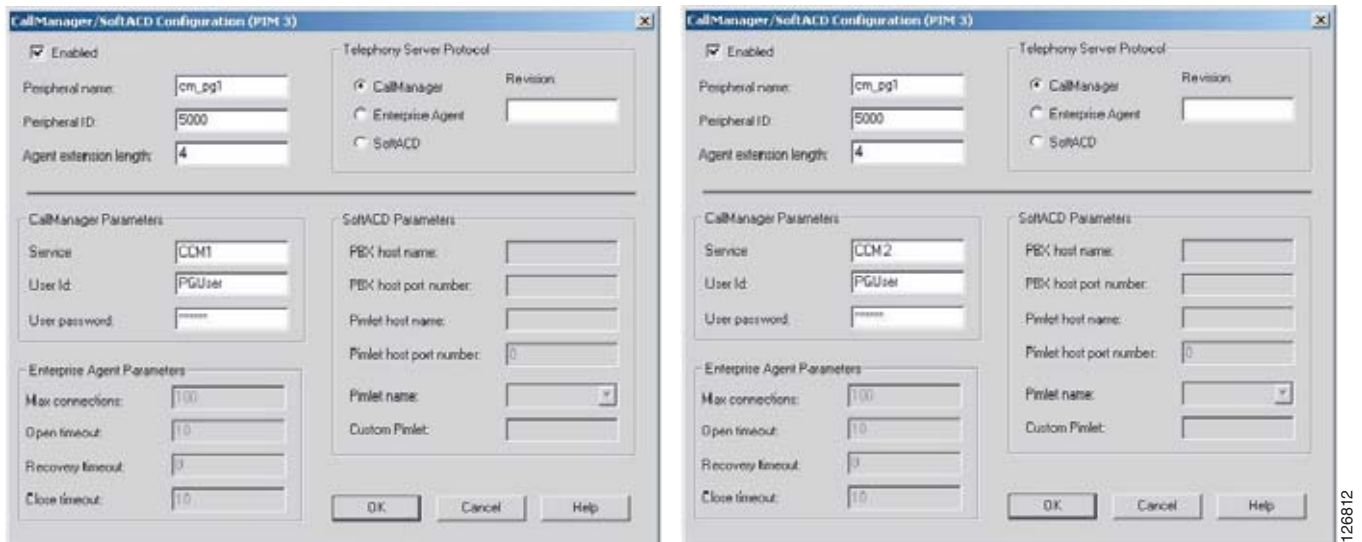 CallManager/SoftACD Configuration (PIM 3)
Enabled
Peripheral name: cm_pg1
Peripheral ID: 5000
Agent extension length: 4
Telephony Server Protocol
CallManager
Enterprise Agent
SoftACD
Revision:
CallManager Parameters
Service CCM1
User Id: PGUser
User password: ******
Enterprise Agent Parameters
Max connections: 100
Open timeout: 10
Recovery timeout: 0
Close timeout: 10
SoftACD Parameters
PBX host name:
PBX host port number:
Pimlet host name:
Pimlet host port number: 0
Pimlet name:
Custom Pimlet:
OK
Cancel
Help
CallManager/SoftACD Configuration (PIM 3)
Enabled
Peripheral name: cm_pg1
Peripheral ID: 5000
Agent extension length: 4
Telephony Server Protocol
CallManager
Enterprise Agent
SoftACD
Revision:
CallManager Parameters
Service CCM2
User Id: PGUser
User password: ******
Enterprise Agent Parameters
Max connections: 100
Open timeout: 10
Recovery timeout: 0
Close timeout: 10
SoftACD Parameters
PBX host name:
PBX host port number:
Pimlet host name:
Pimlet host port number: 0
Pimlet name:
Custom Pimlet:
OK
Cancel
Help
126812